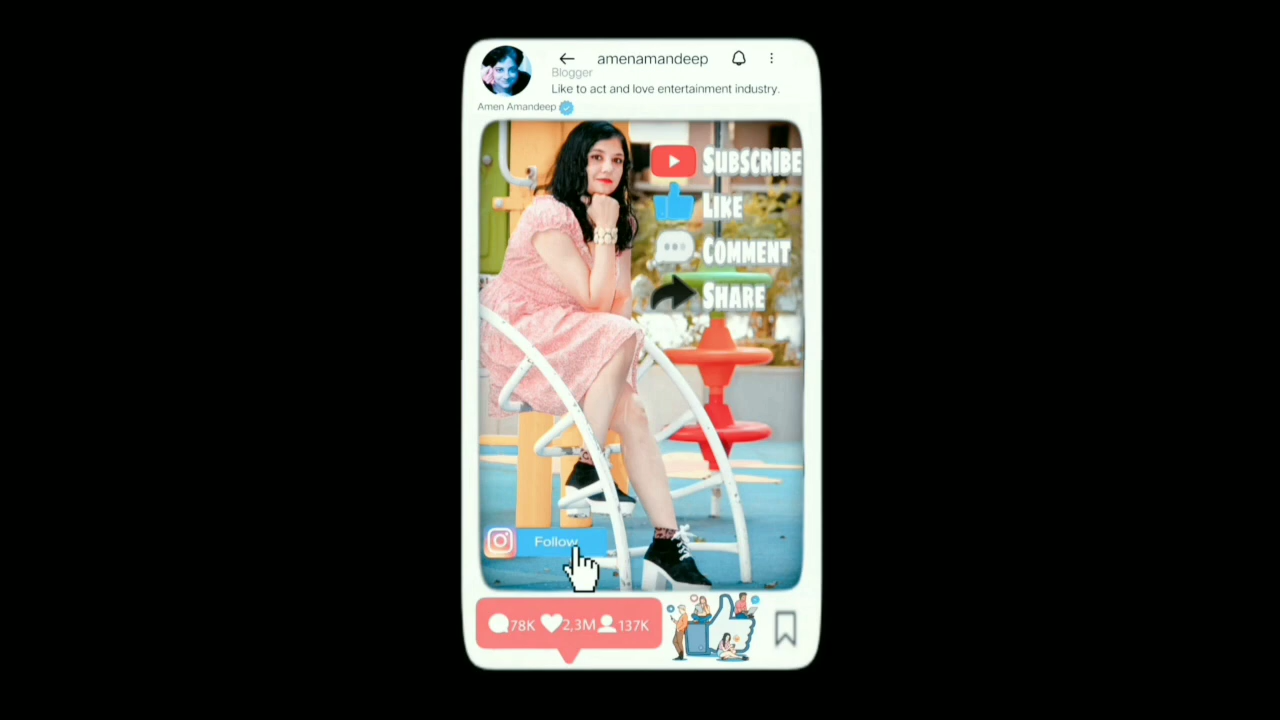 amenamandeep
Blogger
Like to act and love entertainment industry.
Amen Amandeep
SUBSCRIBE
LIKE
COMMENT
SHARE
Follow
78K 2,3M 137K